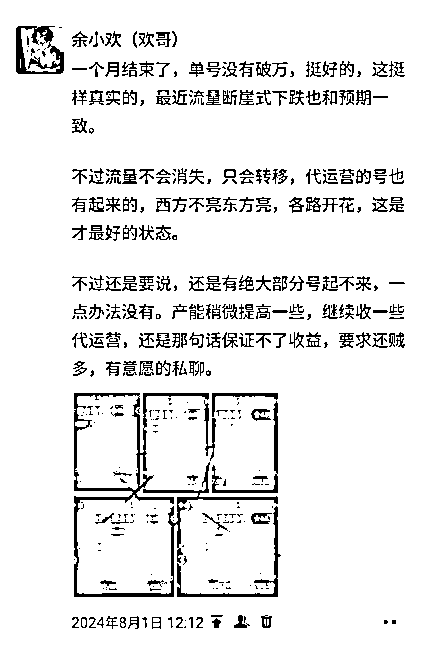 余小欢（欢哥）
一个月结束了，单号没有破万，挺好的，这挺
样真实的，最近流量断崖式下跌也和预期一
致。
不过流量不会消失，只会转移，代运营的号也
有起来的，西方不亮东方亮，各路开花，这是
才最好的状态。
不过还是要说，还是有绝大部分号起不来，一
点办法没有。产能稍微提高一些，继续收一些
代运营，还是那句话保证不了收益，要求还贼
多，有意愿的私聊。
2024年8月1日 12:12